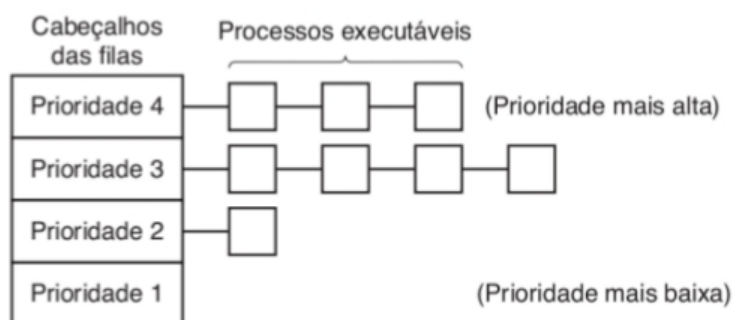 Cabeçalhos
das filas
Processos executáveis
Prioridade 4
(Prioridade mais alta)
Prioridade 3
Prioridade 2
Prioridade 1
(Prioridade mais baixa)